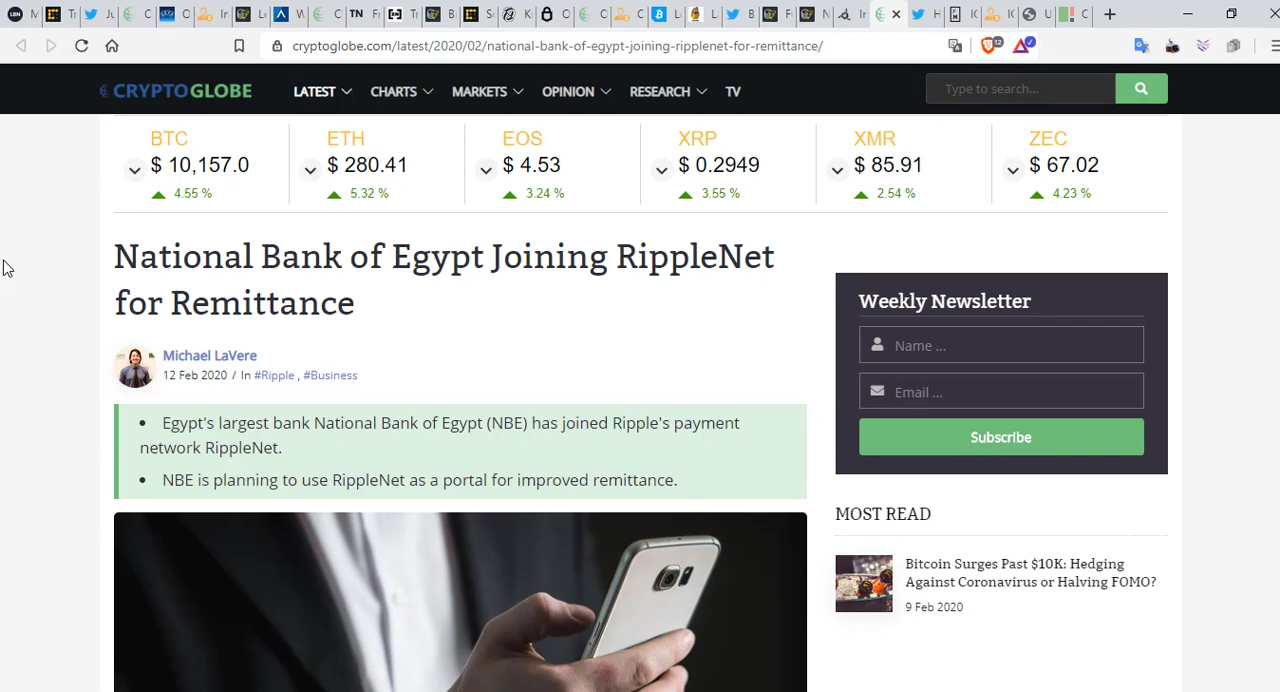 cryptoglobe.com/latest/2020/02/national-bank-of-egypt-joining-ripplenet-for-remittance/
12
CRYPTOGLOBE
LATEST
CHARTS
MARKETS
OPINION
RESEARCH
TV
Type to search...
BTC
$ 10,157.0
4.55 %
ETH
$ 280.41
5.32 %
EOS
$ 4.53
3.24 %
XRP
$ 0.2949
3.55 %
XMR
$ 85.91
2.54 %
ZEC
$ 67.02
4.23 %
National Bank of Egypt Joining RippleNet
for Remittance
Michael LaVere
12 Feb 2020 / In #Ripple , #Business
• Egypt's largest bank National Bank of Egypt (NBE) has joined Ripple's payment
network RippleNet.
• NBE is planning to use RippleNet as a portal for improved remittance.
Weekly Newsletter
Name ...
Email ...
Subscribe
MOST READ
Bitcoin Surges Past $10K: Hedging
Against Coronavirus or Halving FOMO?
9 Feb 2020